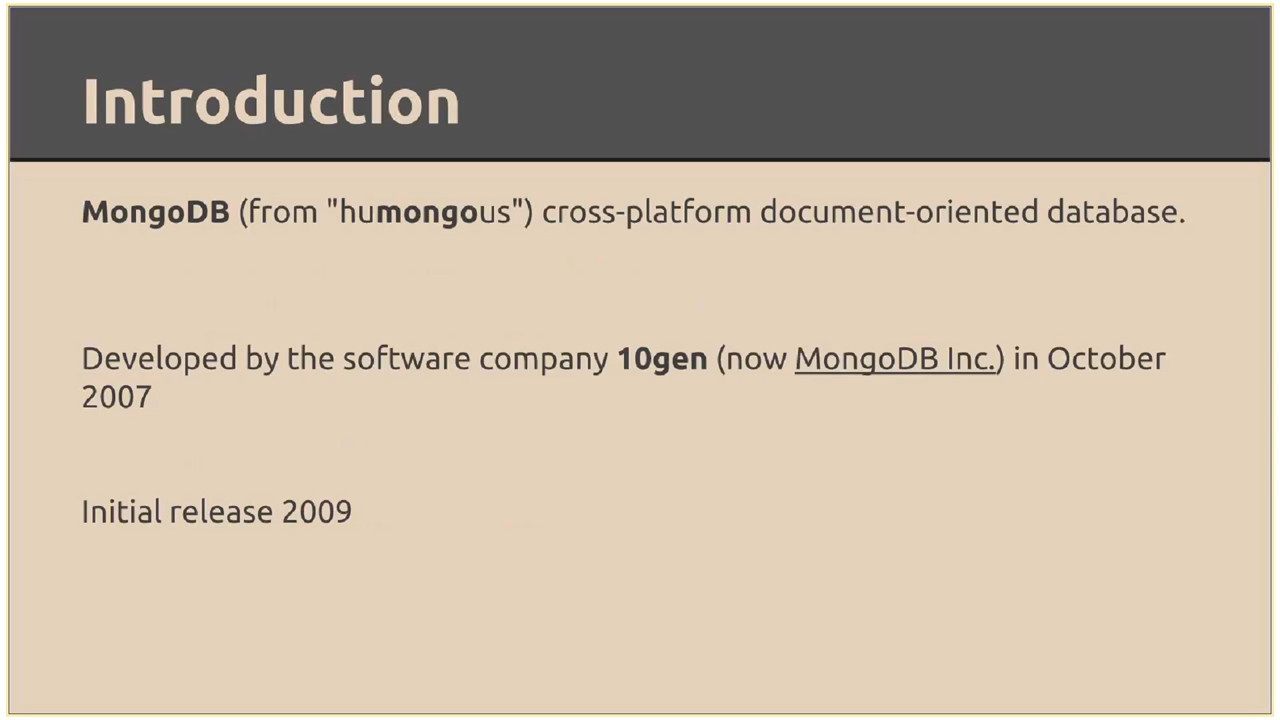 Introduction
MongoDB (from "humongous") cross-platform document-oriented database.
Developed by the software company 10gen (now MongoDB Inc.) in October
2007
Initial release 2009